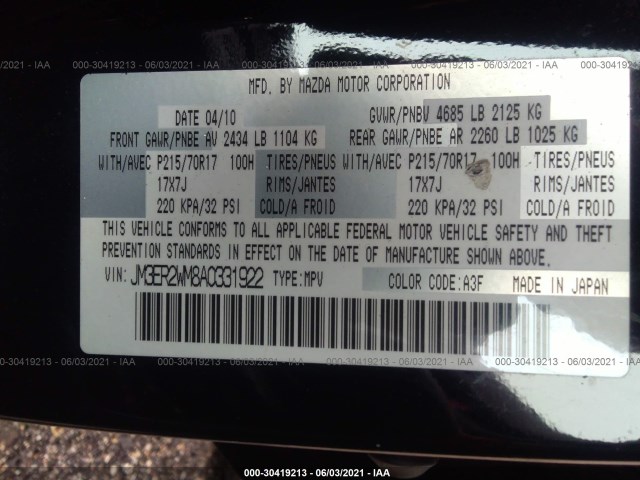 000-30419213 - 06/03/2021 - IAA 000-30419213 - 06/03/2021 - IAA 000-30419213 - 06/03/2021 - IAA
MFD. BY MAZDA MOTOR CORPORATION
DATE 04/10 GVWR/PNBV 4685 LB 2125 KG
FRONT GAWR/PNBE AV 2434 LB 1104 KG REAR GAWR/PNBE AR 2260 LB 1025 KG
WITH/AVEC P215/70R17 100H TIRES/PNEUS WITH/AVEC P215/70R17 100H TIRES/PNEUS
17X7J RIMS/JANTES 17X7J RIMS/JANTES
220 KPA/32 PSI COLD/A FROID 220 KPA/32 PSI COLD/A FROID
THIS VEHICLE CONFORMS TO ALL APPLICABLE FEDERAL MOTOR VEHICLE SAFETY AND THEFT
PREVENTION STANDARDS IN EFFECT ON THE DATE OF MANUFACTURE SHOWN ABOVE.
VIN: JM3ER2WM8A0331922 TYPE: MPV COLOR CODE: A3F MADE IN JAPAN
000-30419213 - 06/03/2021 - IAA 000-30419213 - 06/03/2021 - IAA 000-30419213 - 06/03/2021 - IAA
000-30419213 - 06/03/2021 - IAA